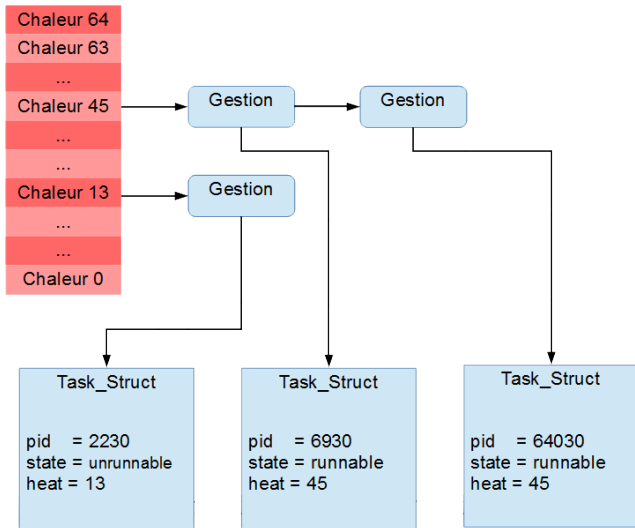 Chaleur 64
Chaleur 63
...
Chaleur 45
...
...
Chaleur 13
...
...
Chaleur 0
Gestion
Gestion
Gestion
Task_Struct
pid = 2230
state = unrunnable
heat = 13
Task_Struct
pid = 6930
state = runnable
heat = 45
Task_Struct
pid = 64030
state = runnable
heat = 45